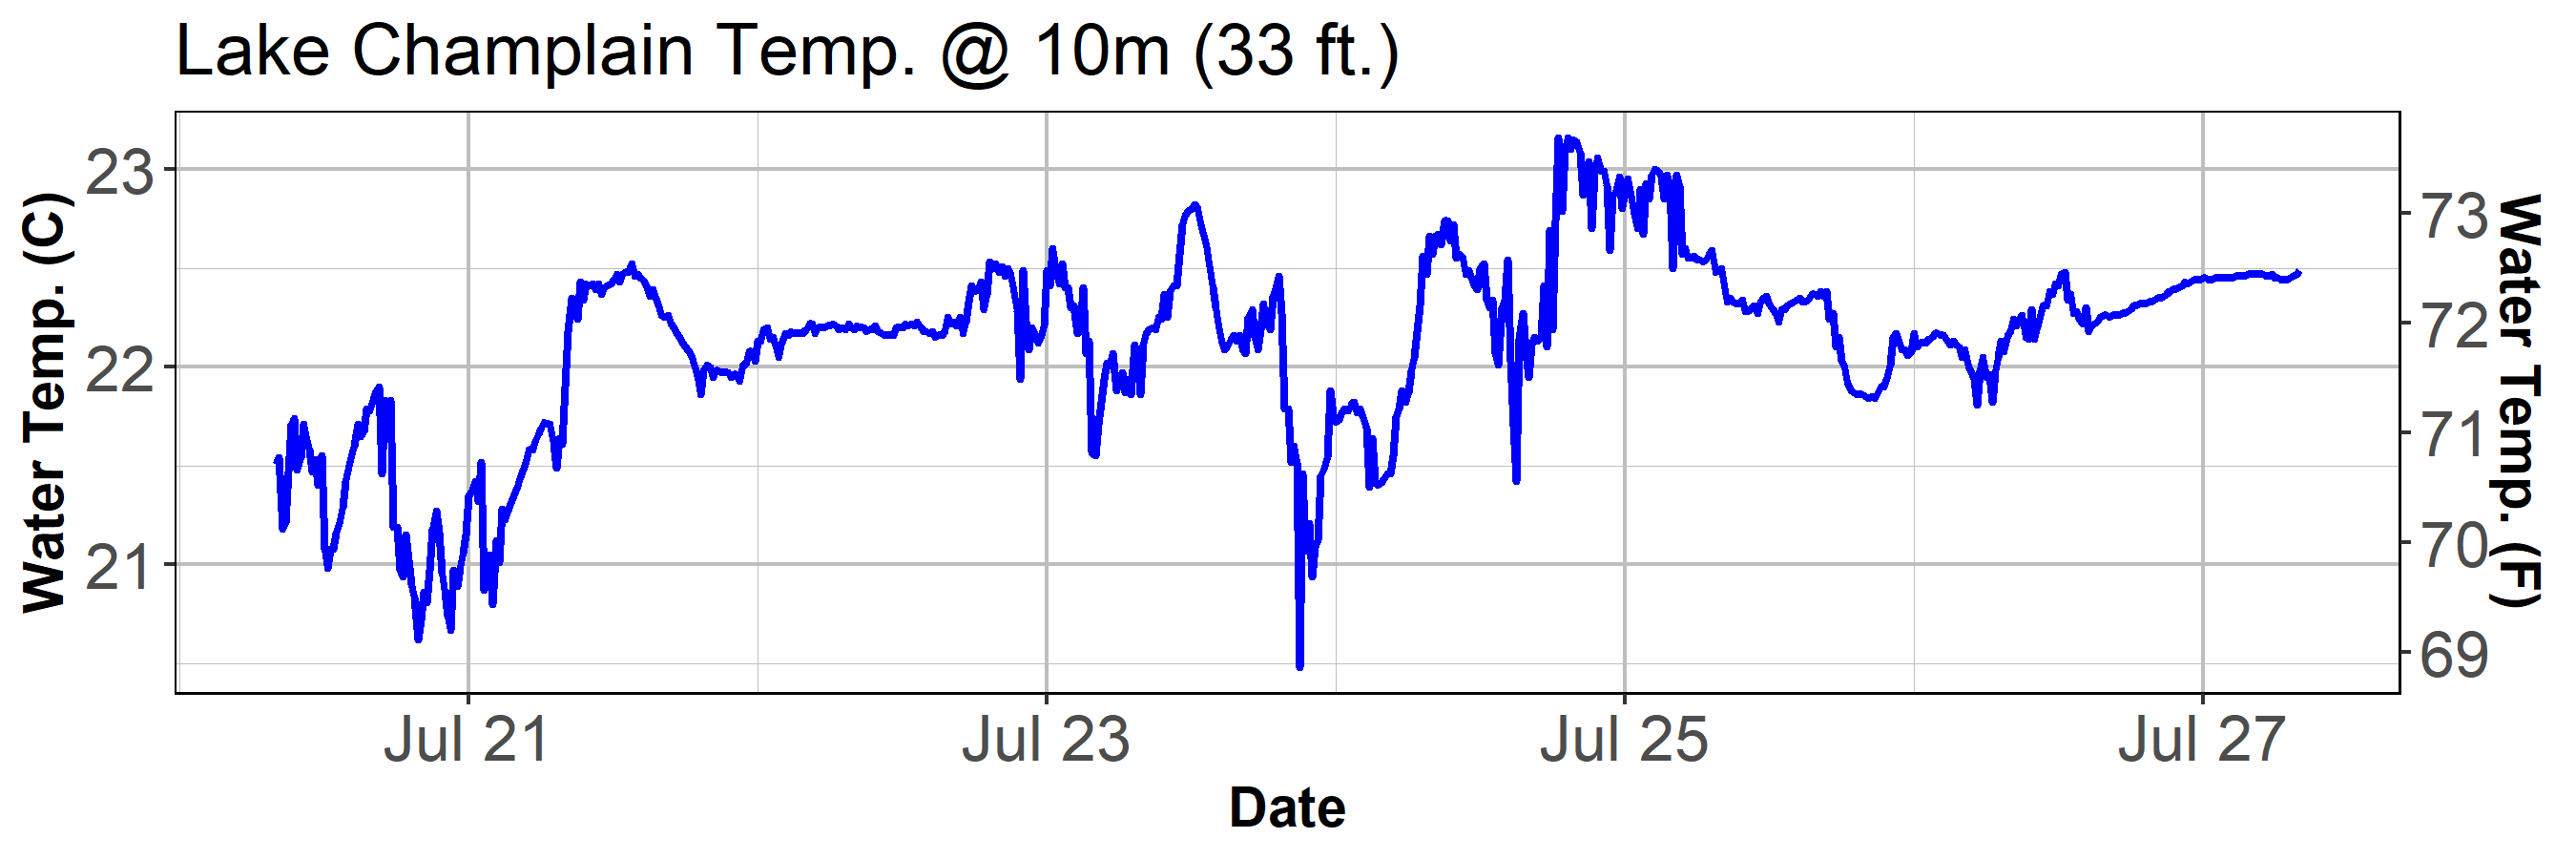 Lake Champlain Temp. @ 10m (33 ft.)
Water Temp. (C)
23
22
21
73
72
71
70
69
Water Temp. (F)
Jul 21
Jul 23
Jul 25
Jul 27
Date